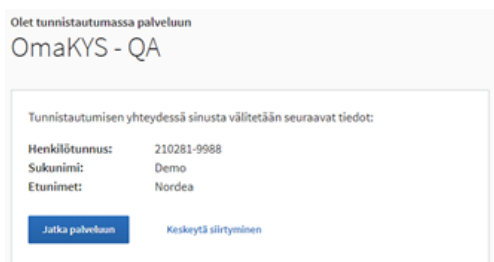 Olet tunnistautumassa palveluun
OmaKYS - QA
Tunnistautumisen yhteydessä sinusta välitetään seuraavat tiedot:
Henkilötunnus: 210281-9988
Sukunimi: Demo
Etunimet: Nordea
Jatka palveluun Keskeytä siirtyminen